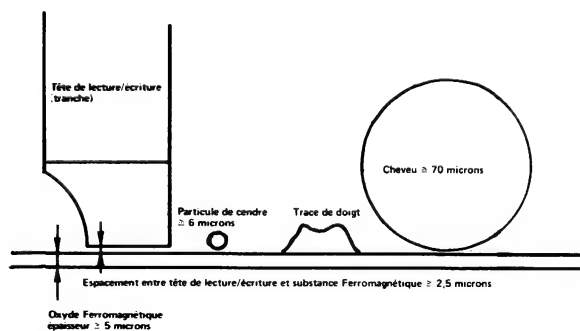 Tête de lecture/écriture
(tranche)
Cheveu ≥ 70 microns
Particule de cendre
≥ 6 microns
Trace de doigt
Espacement entre tête de lecture/écriture et substance Ferromagnétique ≥ 2,5 microns
Oxyde Ferromagnétique
épaisseur ≥ 5 microns